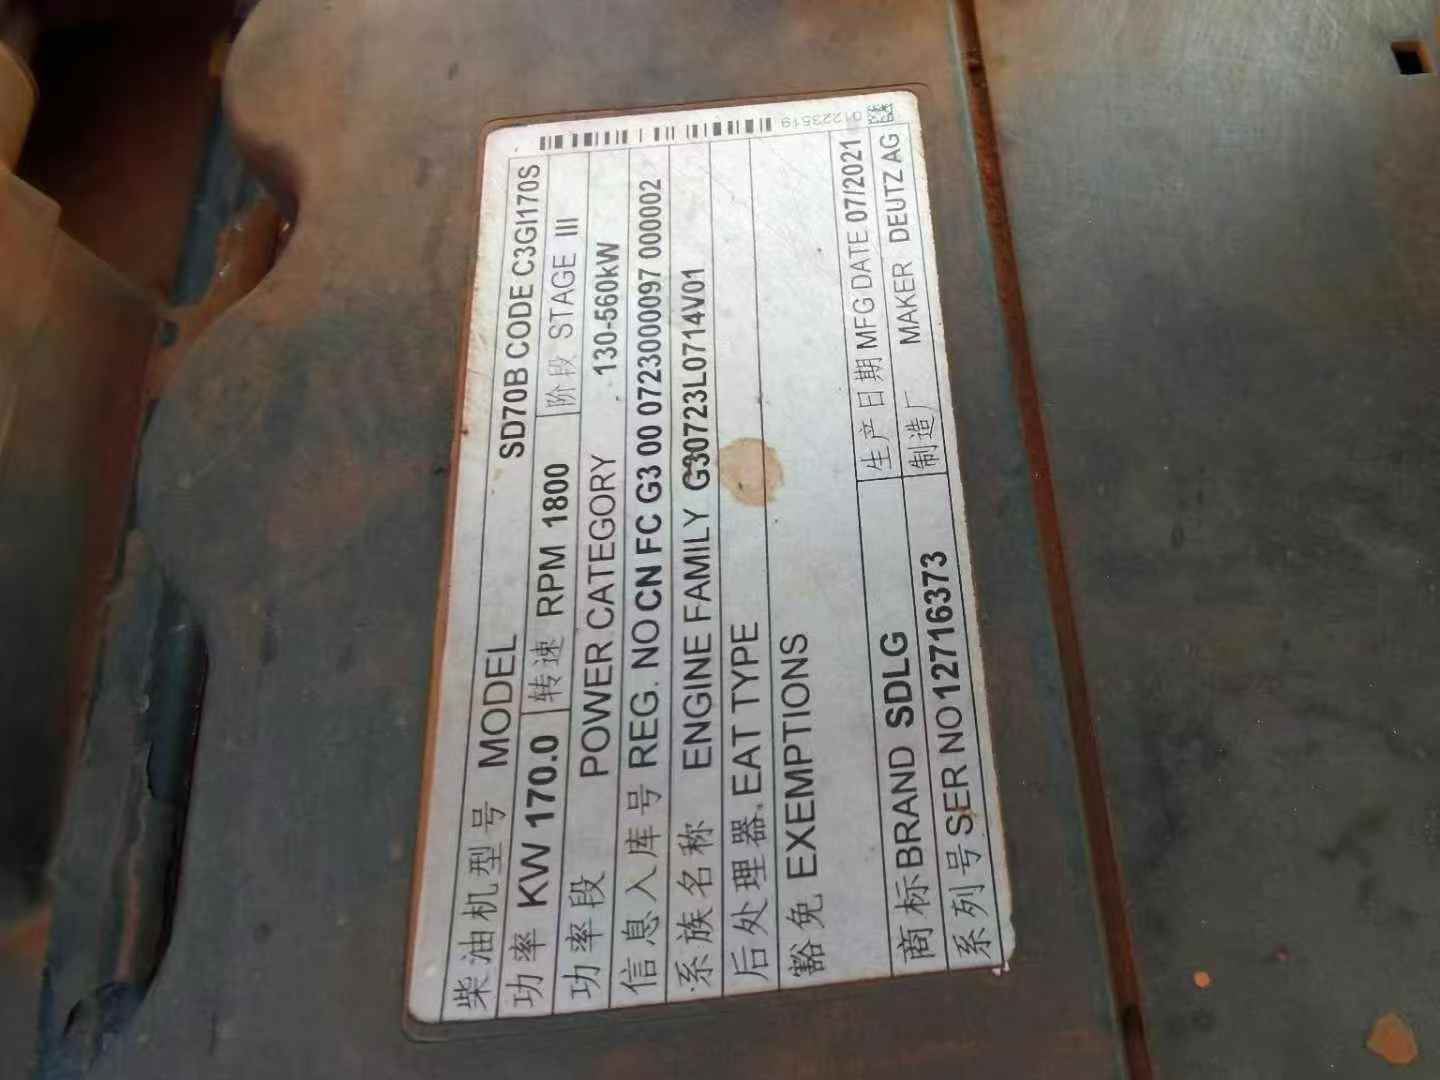 01223519
柴油机型号 MODEL SD70B CODE C3GI170S
功率 KW 170.0 转速 RPM 1800 阶段 STAGE III
功率段 POWER CATEGORY 130-560kW
信息入库号 REG. NO CN FC G3 00 0723000097 000002
系族名称 ENGINE FAMILY G30723L0714V01
后处理器 EAT TYPE
豁免 EXEMPTIONS
商标 BRAND SDLG 生产日期 MFG DATE 07/2021
系列号 SER NO 12716373 制造厂 MAKER DEUTZ AG